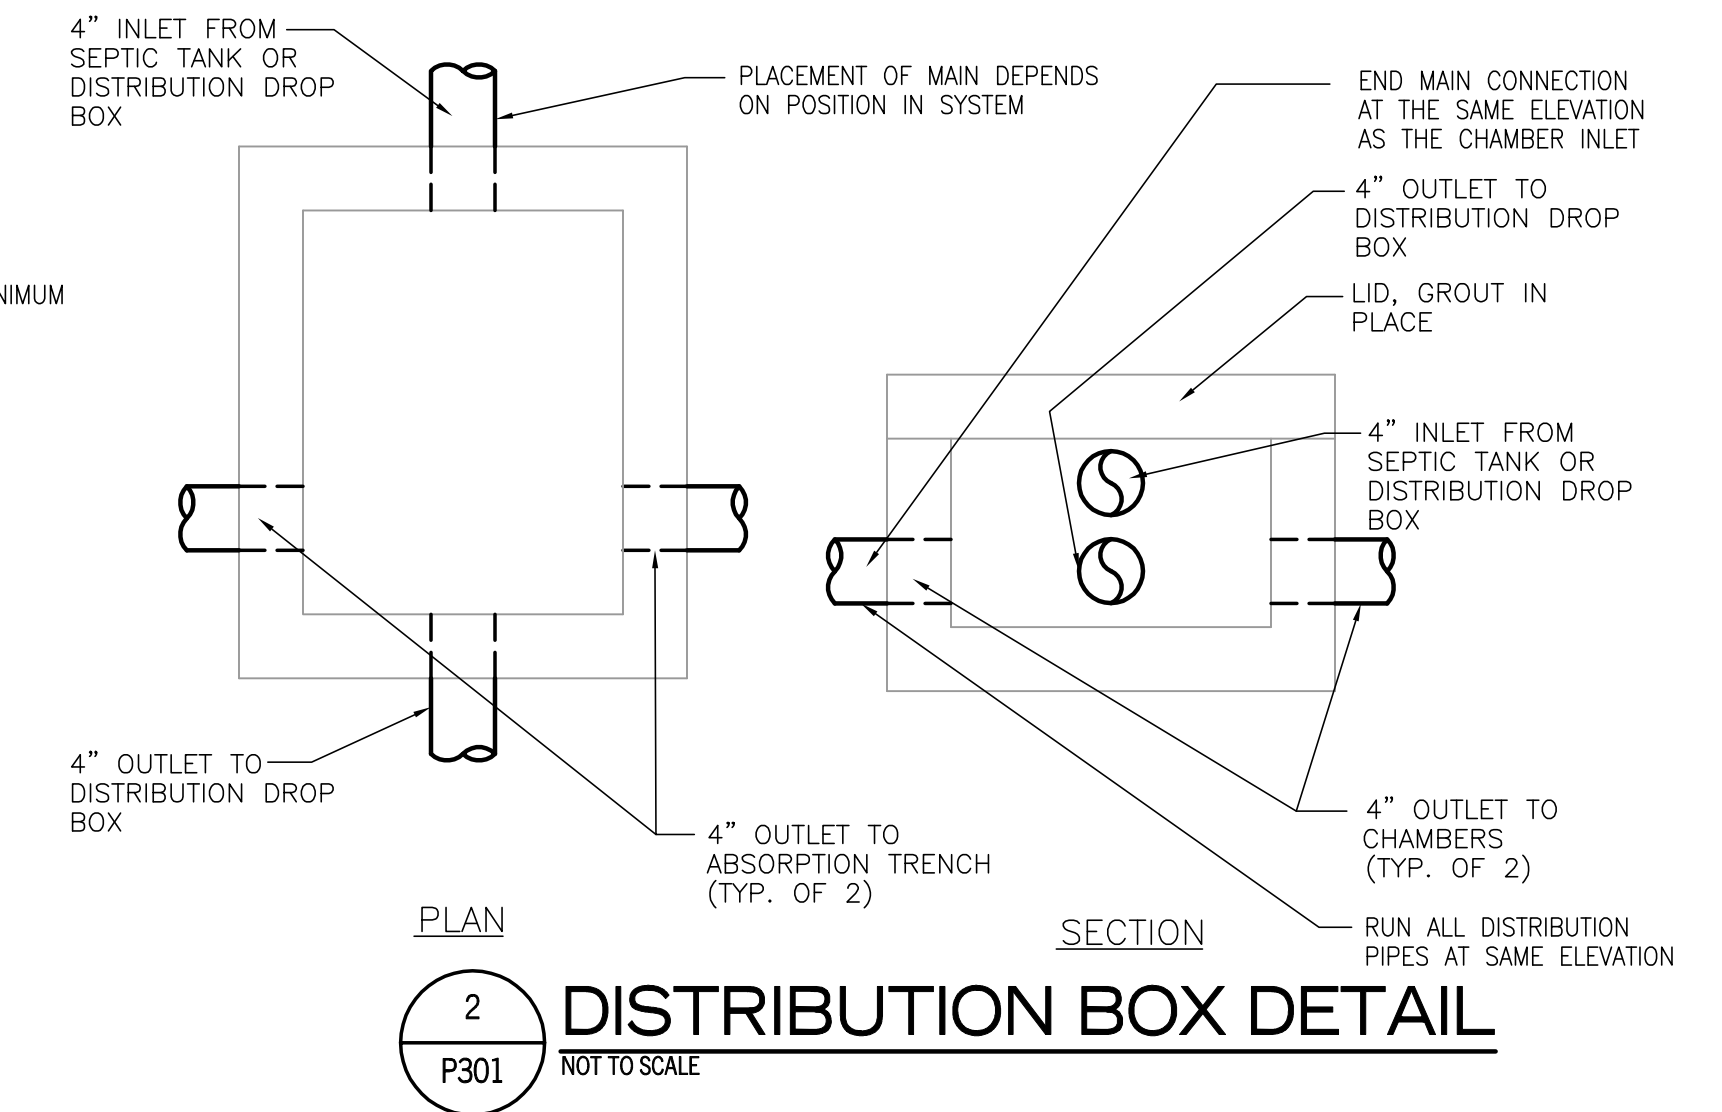 4” INLET FROM
SEPTIC TANK OR
DISTRIBUTION DROP
BOX
PLACEMENT OF MAIN DEPENDS
ON POSITION IN SYSTEM
4” OUTLET TO
DISTRIBUTION DROP
BOX
4” OUTLET TO
ABSORPTION TRENCH
(TYP. OF 2)
PLAN
END MAIN CONNECTION
AT THE SAME ELEVATION
AS THE CHAMBER INLET
4” OUTLET TO
DISTRIBUTION DROP
BOX
LID, GROUT IN
PLACE
4” INLET FROM
SEPTIC TANK OR
DISTRIBUTION DROP
BOX
4” OUTLET TO
CHAMBERS
(TYP. OF 2)
RUN ALL DISTRIBUTION
PIPES AT SAME ELEVATION
SECTION
2
P301
DISTRIBUTION BOX DETAIL
NOT TO SCALE